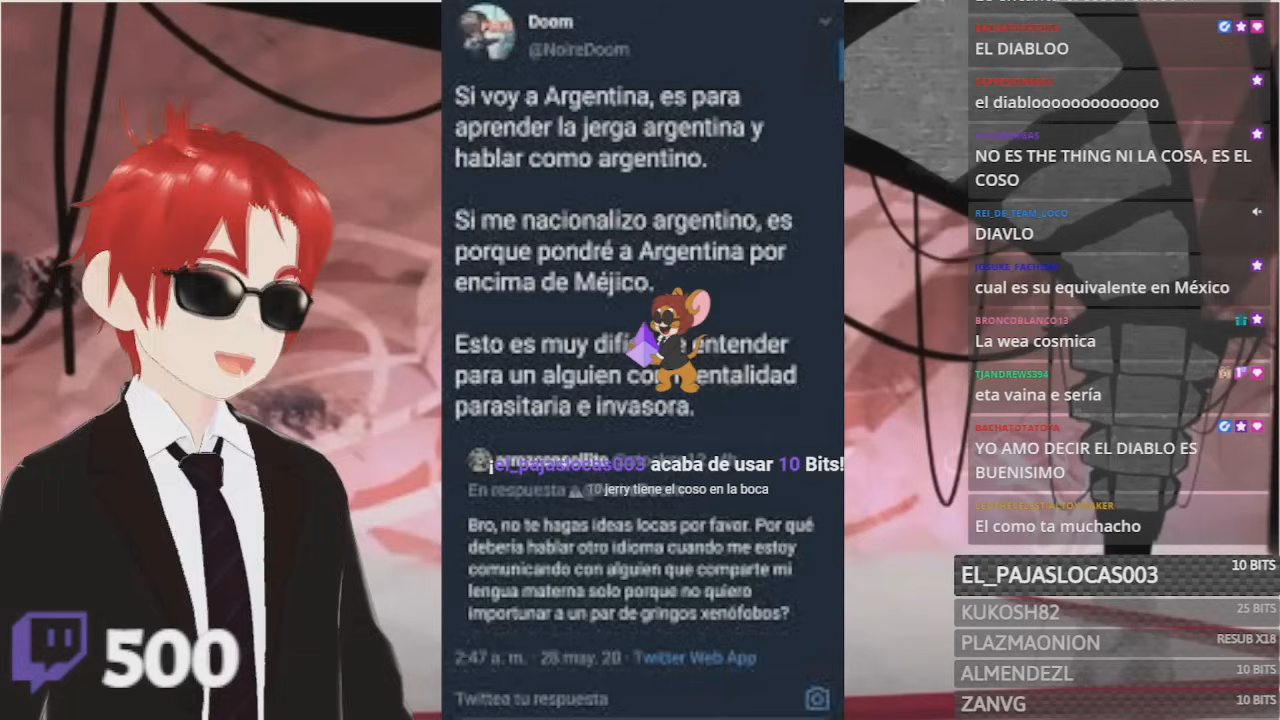 Doom
@NoireDoom
Si voy a Argentina, es para
aprender la jerga argentina y
hablar como argentino.
Si me nacionalizo argentino, es
porque pondré a Argentina por
encima de Méjico.
Esto es muy entender
para un alguien mentalidad
parasitaria e invasora.
¡el_pajaslocas003 acaba de usar 10 Bits!
En respuesta
10 jerry tiene el coso en la boca
Bro, no te hagas ideas locas por favor. Por qué
debería hablar otro idioma cuando me estoy
comunicando con alguien que comparte mi
lengua materna solo porque no quiero
importunar a un par de gringos xenófobos?
2:47 a. m. · 28 may. 20 · Twitter Web App
Twittea tu respuesta
500
BACHATOTATOTA
EL DIABLOO
el diablooooooooooooo
NO ES THE THING NI LA COSA, ES EL
COSO
REI_DE_TEAM_LOCO
DIAVLO
cual es su equivalente en México
BRONCOBLANCO13
La wea cosmica
TJANDREWS394
eta vaina e sería
BACHATOTATOTA
YO AMO DECIR EL DIABLO ES
BUENISIMO
El como ta muchacho
EL_PAJASLOCAS003 10 BITS
KUKOSH82 25 BITS
PLAZMAONION RESUB X18
ALMENDEZL 10 BITS
ZANVG 10 BITS